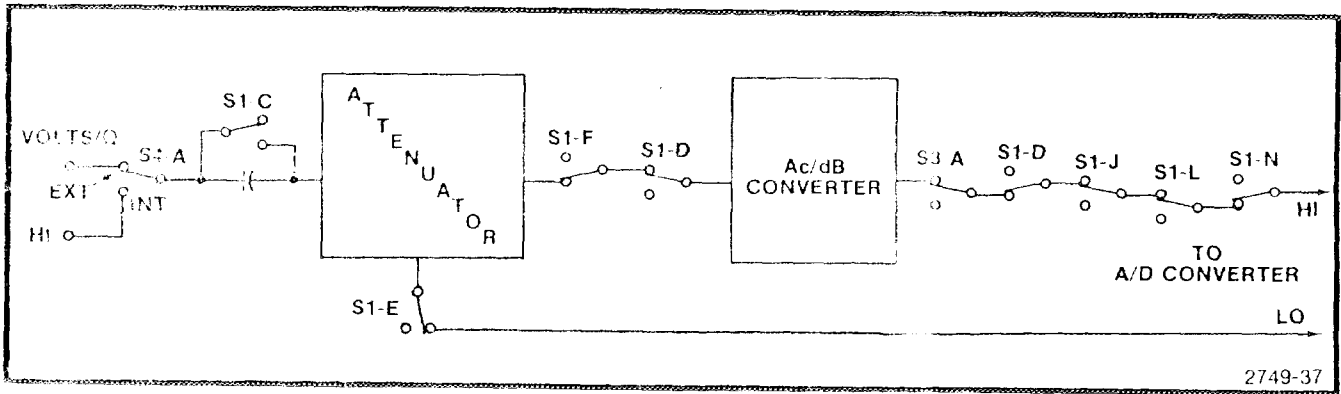 VOLTS/Ω
EXT
INT
HI
S1-C
ATTENUATOR
S1-E
S1-F
S1-D
Ac/dB
CONVERTER
S3-A
S1-D
S1-J
S1-L
S1-N
HI
TO
A/D CONVERTER
LO
2749-37